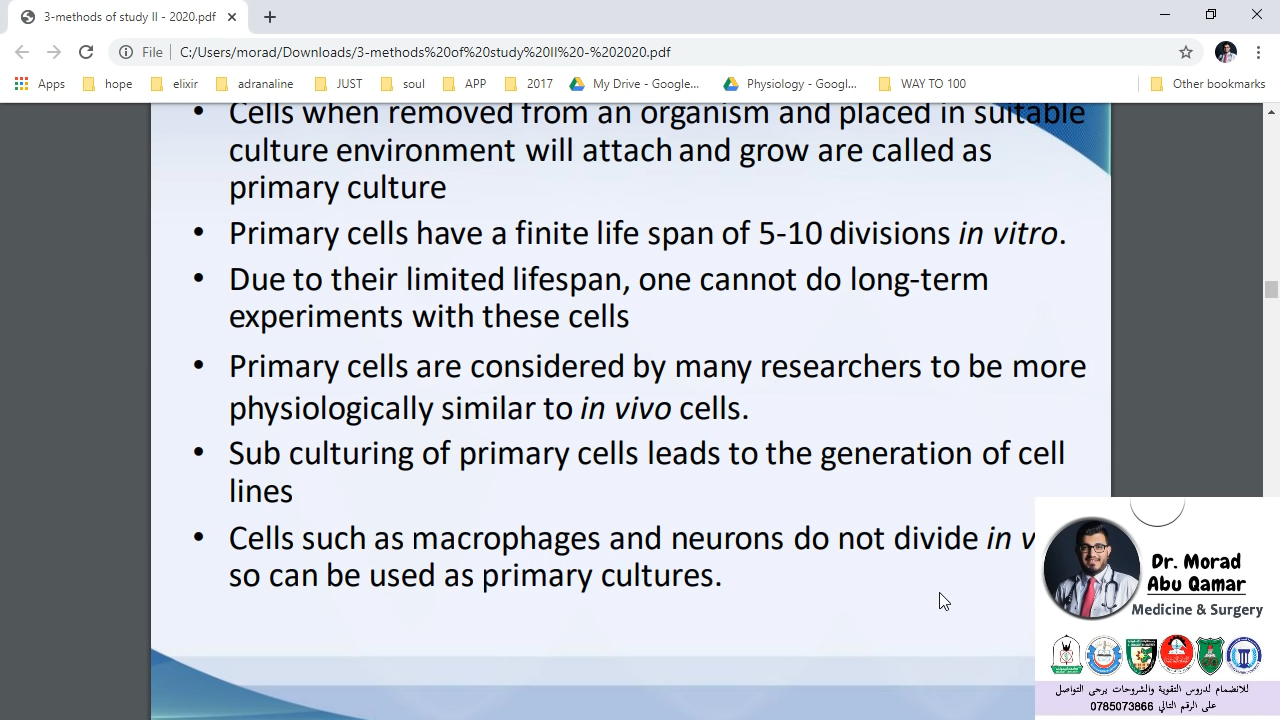 3-methods of study II - 2020.pdf
File
C:/Users/morad/Downloads/3-methods%20of%20study%20II%20-%202020.pdf
Apps
hope
elixir
adranaline
JUST
soul
APP
2017
My Drive - Google...
Physiology - Googl...
WAY TO 100
Other bookmarks
• Cells when removed from an organism and placed in suitable
culture environment will attach and grow are called as
primary culture
• Primary cells have a finite life span of 5-10 divisions in vitro.
• Due to their limited lifespan, one cannot do long-term
experiments with these cells
• Primary cells are considered by many researchers to be more
physiologically similar to in vivo cells.
• Sub culturing of primary cells leads to the generation of cell
lines
• Cells such as macrophages and neurons do not divide in v
so can be used as primary cultures.
Dr. Morad
Abu Qamar
Medicine & Surgery
للانضمام لدروس التقوية والشروحات يرجى التواصل
على الرقم التالي 0785073866